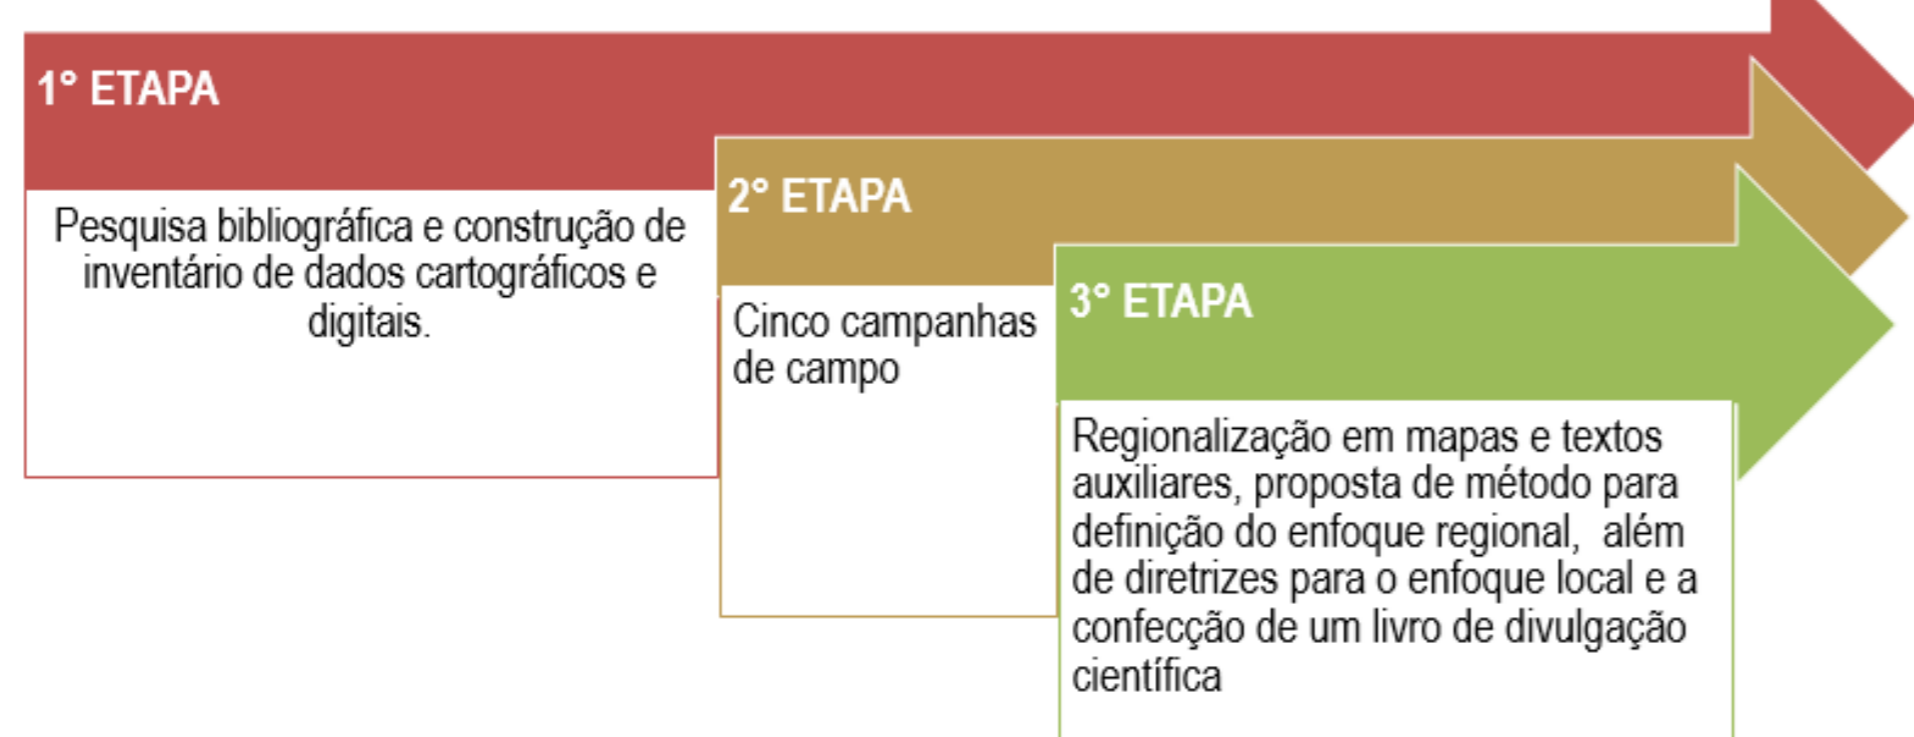 1° ETAPA
Pesquisa bibliográfica e construção de
inventário de dados cartográficos e
digitais.
2° ETAPA
Cinco campanhas
de campo
3° ETAPA
Regionalização em mapas e textos
auxiliares, proposta de método para
definição do enfoque regional,  além
de diretrizes para o enfoque local e a
confecção de um livro de divulgação
científica